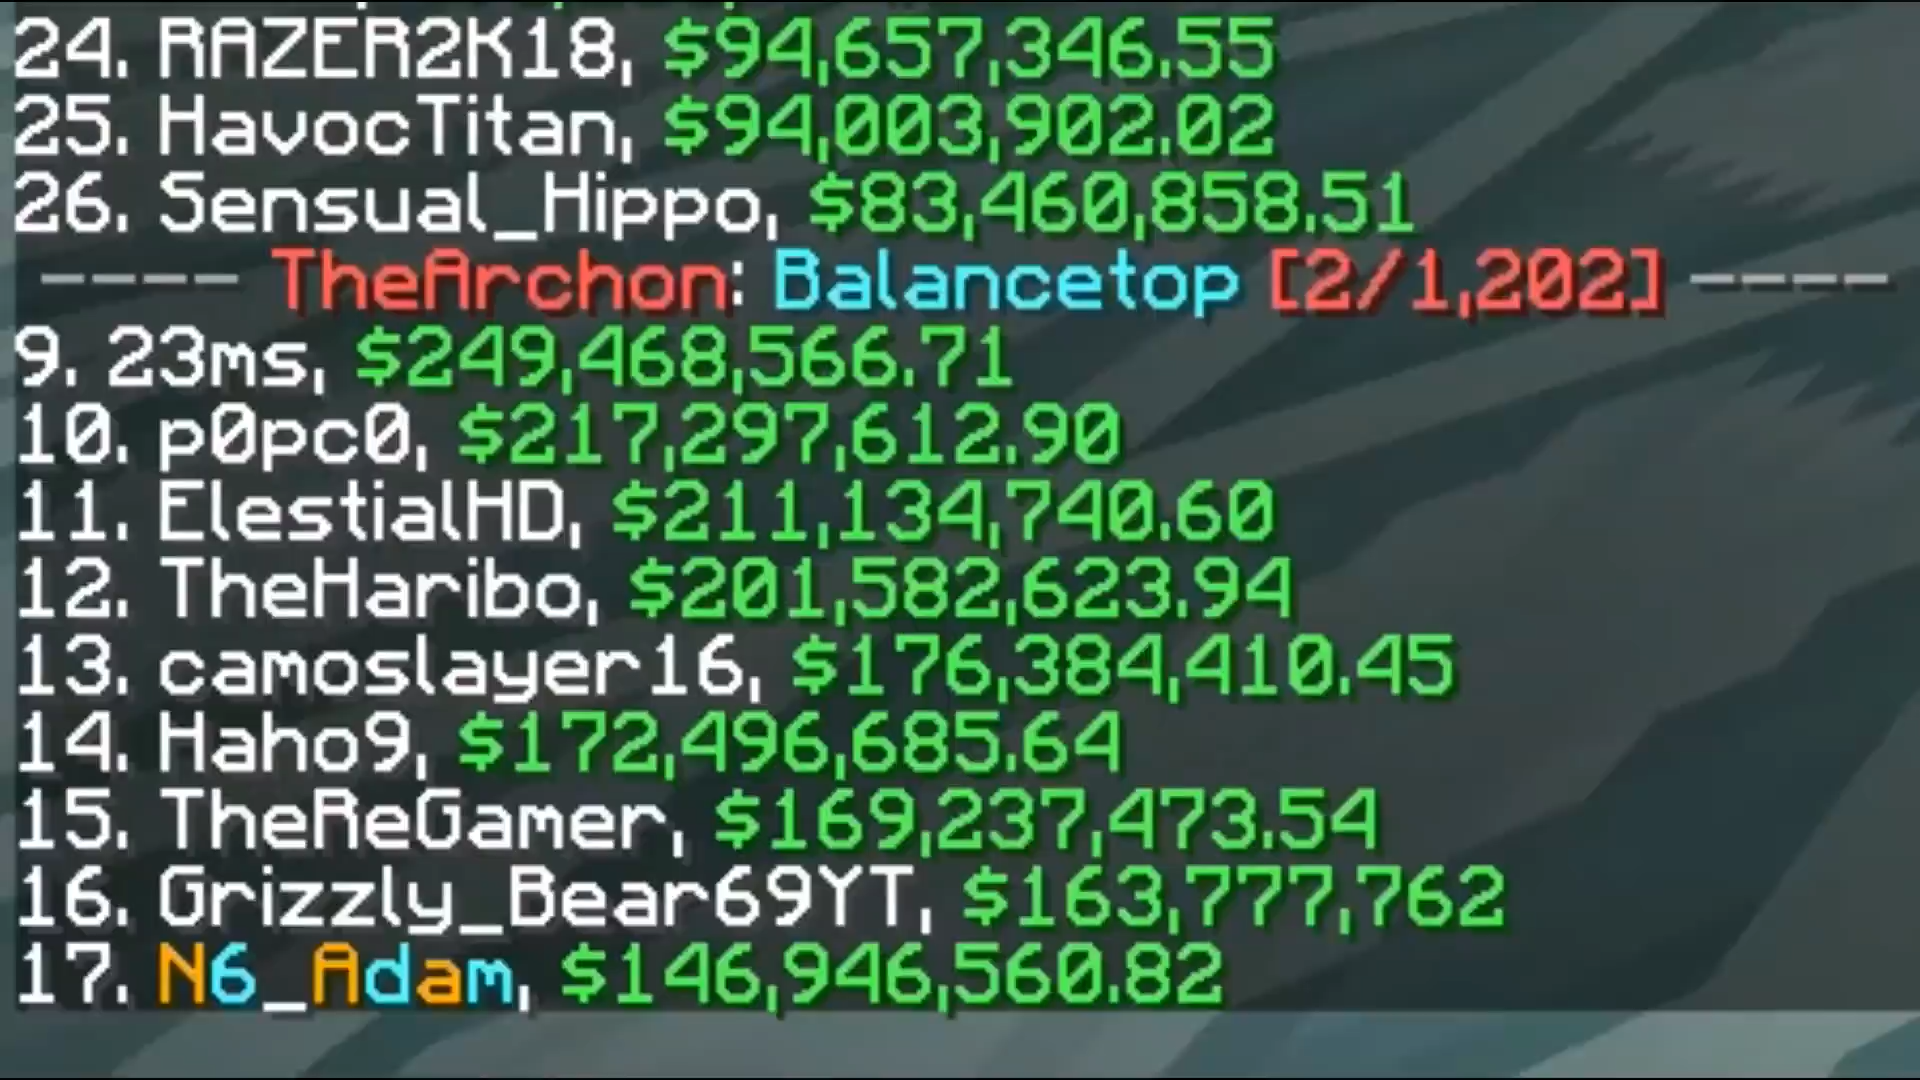 24. RAZER2K18, $94,657,346.55
25. HavocTitan, $94,003,902.02
26. Sensual_Hippo, $83,460,858.51
---- TheArchon: Balancetop [2/1,202] ----
9. 23ms, $249,468,566.71
10. p0pc0, $217,297,612.90
11. ElestialHD, $211,134,740.60
12. TheHaribo, $201,582,623.94
13. camoslayer16, $176,384,410.45
14. Haho9, $172,496,685.64
15. TheReGamer, $169,237,473.54
16. Grizzly_Bear69YT, $163,777,762
17. N6_Adam, $146,946,560.82